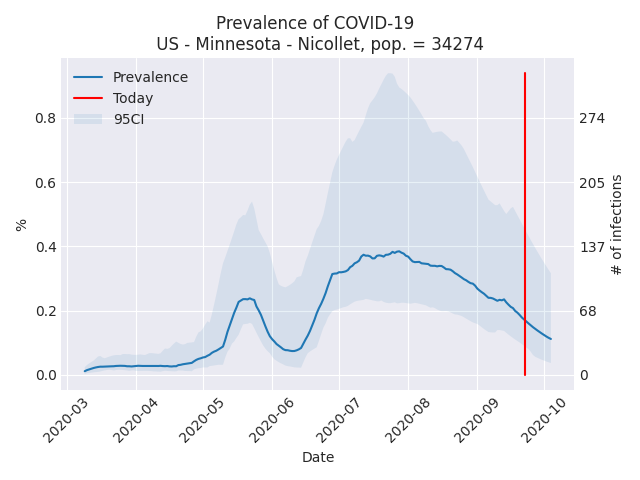 Prevalence of COVID-19
US - Minnesota - Nicollet, pop. = 34274
Prevalence
Today
95CI
%
0.8
0.6
0.4
0.2
0.0
274
205
137
68
0
# of infections
2020-03
2020-04
2020-05
2020-06
2020-07
2020-08
2020-09
2020-10
Date